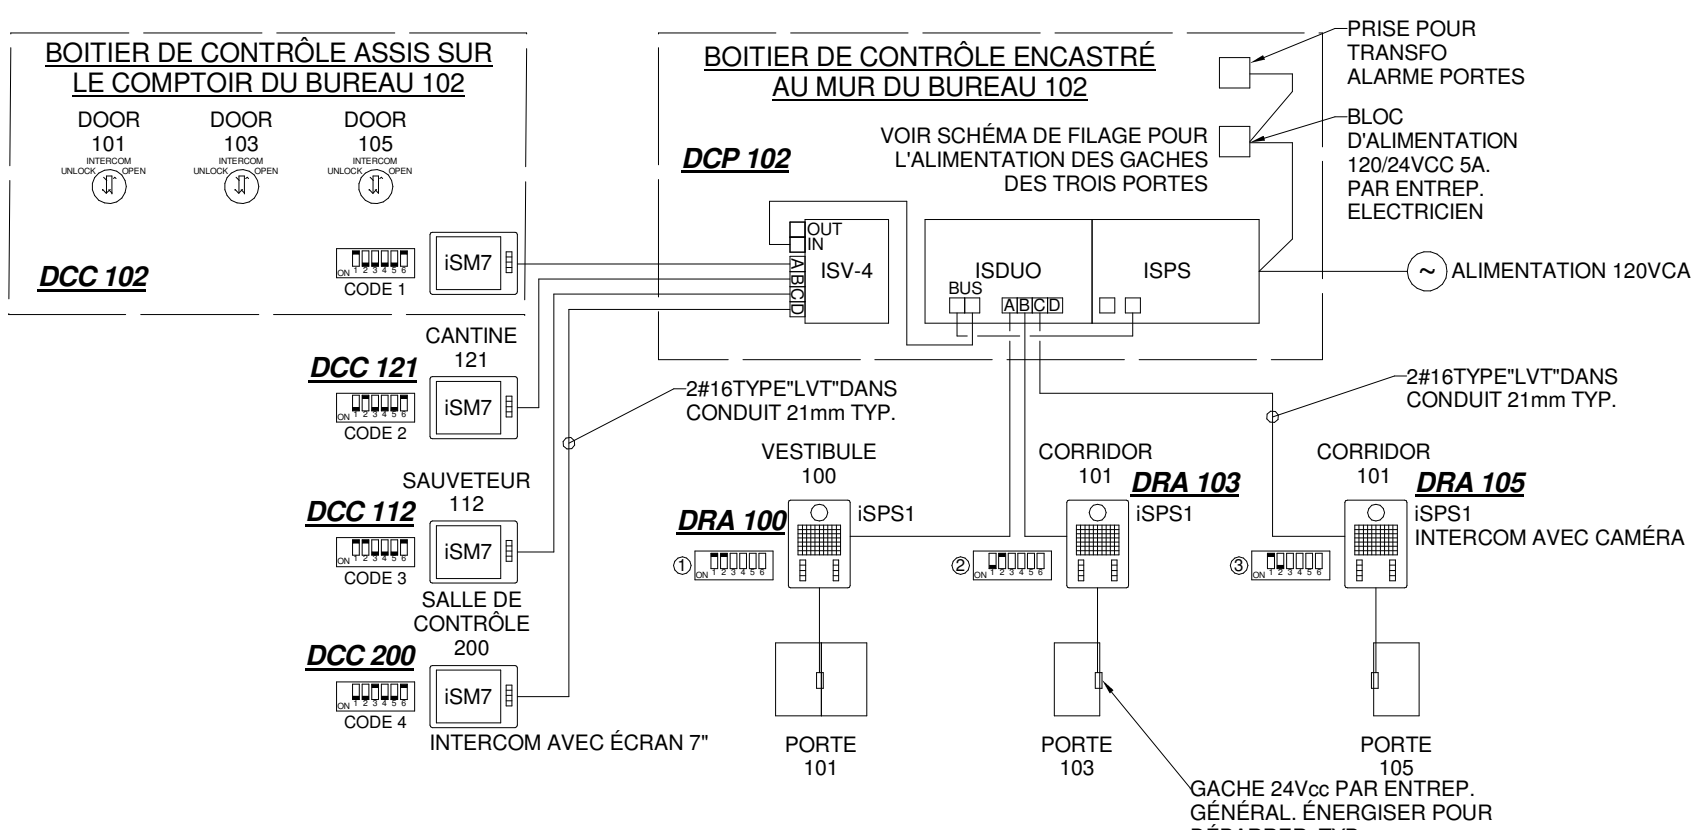 BOITIER DE CONTRÔLE ASSIS SUR
LE COMPTOIR DU BUREAU 102
DOOR
101
INTERCOM
UNLOCK OPEN
DOOR
103
INTERCOM
UNLOCK OPEN
DOOR
105
INTERCOM
UNLOCK OPEN
DCC 102
ON 1 2 3 4 5 6
CODE 1
iSM7
CANTINE
121
DCC 121
ON 1 2 3 4 5 6
CODE 2
iSM7
SAUVETEUR
112
DCC 112
ON 1 2 3 4 5 6
CODE 3
iSM7
SALLE DE
CONTRÔLE
200
DCC 200
ON 1 2 3 4 5 6
CODE 4
iSM7
INTERCOM AVEC ÉCRAN 7"
BOITIER DE CONTRÔLE ENCASTRÉ
AU MUR DU BUREAU 102
DCP 102
VOIR SCHÉMA DE FILAGE POUR
L'ALIMENTATION DES GACHES
DES TROIS PORTES
PRISE POUR
TRANSFO
ALARME PORTES
BLOC
D'ALIMENTATION
120/24VCC 5A.
PAR ENTREP.
ELECTRICIEN
OUT
IN
A
B
C
D
ISV-4
ISDUO
BUS
A B C D
ISPS
~
ALIMENTATION 120VCA
2#16TYPE"LVT"DANS
CONDUIT 21mm TYP.
2#16TYPE"LVT"DANS
CONDUIT 21mm TYP.
VESTIBULE
100
DRA 100
iSPS1
1
ON 1 2 3 4 5 6
PORTE
101
CORRIDOR
101
DRA 103
iSPS1
2
ON 1 2 3 4 5 6
PORTE
103
CORRIDOR
101
DRA 105
iSPS1
INTERCOM AVEC CAMÉRA
3
ON 1 2 3 4 5 6
PORTE
105
GACHE 24Vcc PAR ENTREP.
GÉNÉRAL. ÉNERGISER POUR